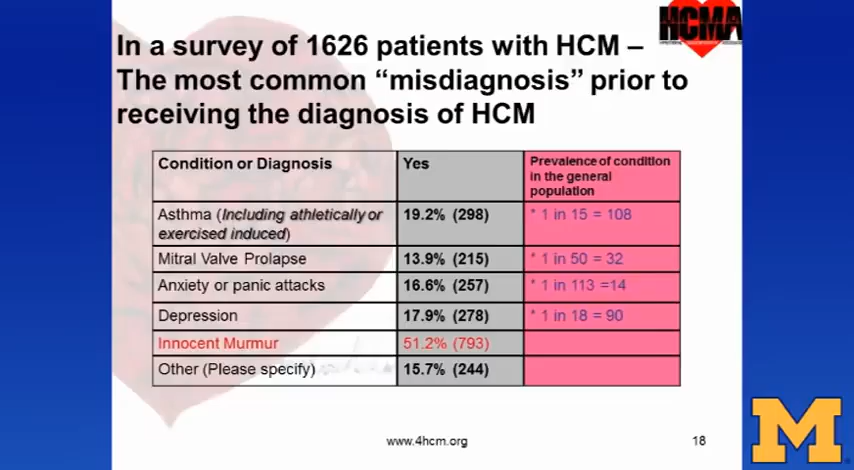 HCMA
In a survey of 1626 patients with HCM –
The most common “misdiagnosis” prior to
receiving the diagnosis of HCM
Condition or Diagnosis Yes Prevalence of condition
in the general
population
Asthma (Including athletically or 19.2% (298) * 1 in 15 = 108
exercised induced)
Mitral Valve Prolapse 13.9% (215) * 1 in 50 = 32
Anxiety or panic attacks 16.6% (257) * 1 in 113 =14
Depression 17.9% (278) * 1 in 18 = 90
Innocent Murmur 51.2% (793)
Other (Please specify) 15.7% (244)
www.4hcm.org 18
M